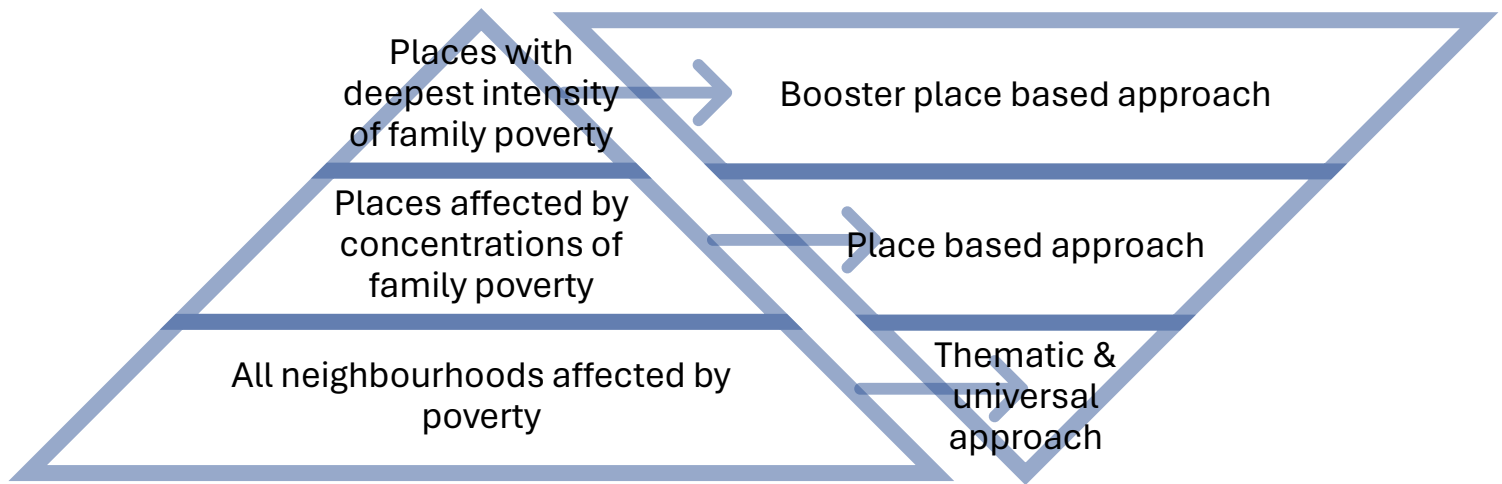 Places with
deepest intensity
of family poverty
Booster place based approach
Places affected by
concentrations of
family poverty
Place based approach
All neighbourhoods affected by
poverty
Thematic &
universal
approach